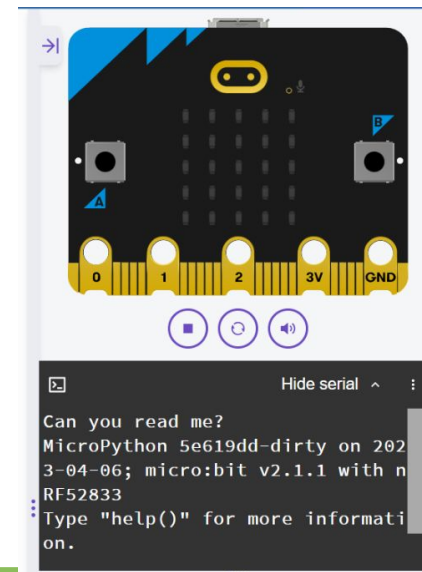 A
B
0 1 2 3V GND
Hide serial
Can you read me?
MicroPython 5e619dd-dirty on 202
3-04-06; micro:bit v2.1.1 with n
RF52833
Type "help()" for more informati
on.